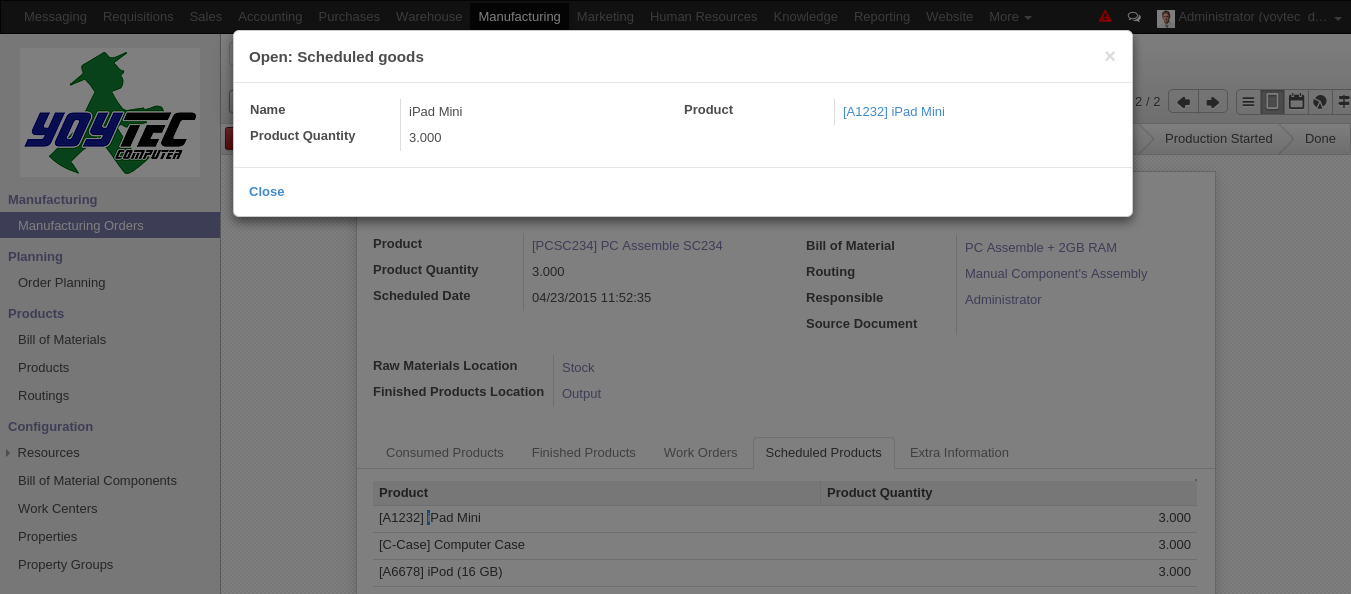 Messaging Requisitions Sales Accounting Purchases Warehouse Manufacturing Marketing Human Resources Knowledge Reporting Website More Administrator (yoytec_d...
Open: Scheduled goods ×
Name iPad Mini Product [A1232] iPad Mini
Product Quantity 3.000
Close
2 / 2
Production Started Done
YOYTEC
COMPUTER
Manufacturing
Manufacturing Orders
Planning
Order Planning
Products
Bill of Materials
Products
Routings
Configuration
Resources
Bill of Material Components
Work Centers
Properties
Property Groups
Product [PCSC234] PC Assemble SC234 Bill of Material PC Assemble + 2GB RAM
Product Quantity 3.000 Routing Manual Component's Assembly
Scheduled Date 04/23/2015 11:52:35 Responsible Administrator
Source Document
Raw Materials Location Stock
Finished Products Location Output
Consumed Products Finished Products Work Orders Scheduled Products Extra Information
Product Product Quantity
[A1232] iPad Mini 3.000
[C-Case] Computer Case 3.000
[A6678] iPod (16 GB) 3.000